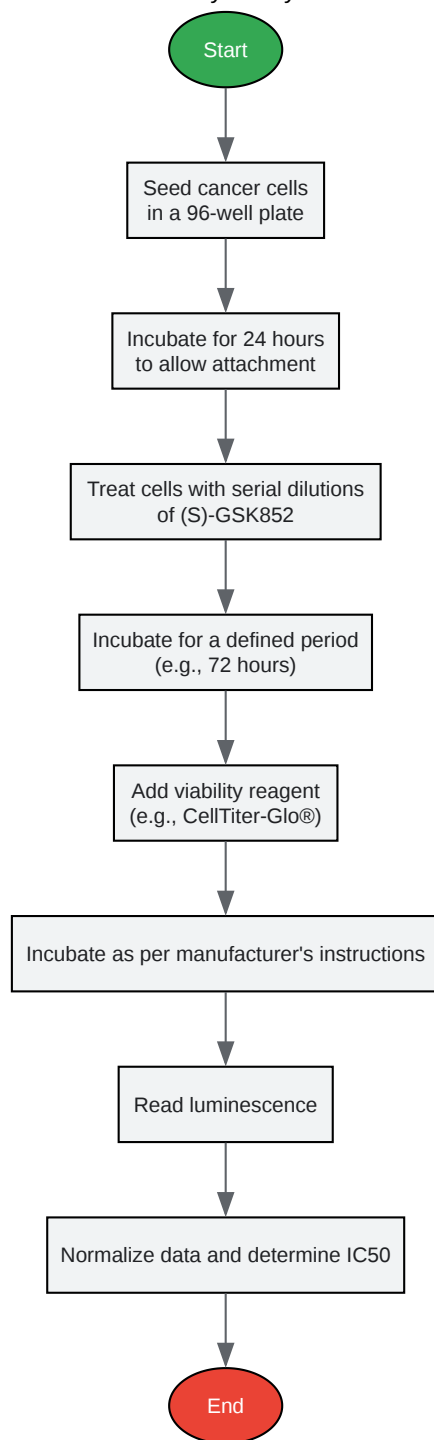 Start
Seed cancer cells
in a 96-well plate
Incubate for 24 hours
to allow attachment
Treat cells with serial dilutions
of (S)-GSK852
Incubate for a defined period
(e.g., 72 hours)
Add viability reagent
(e.g., CellTiter-Glo®)
Incubate as per manufacturer's instructions
Read luminescence
Normalize data and determine IC50
End